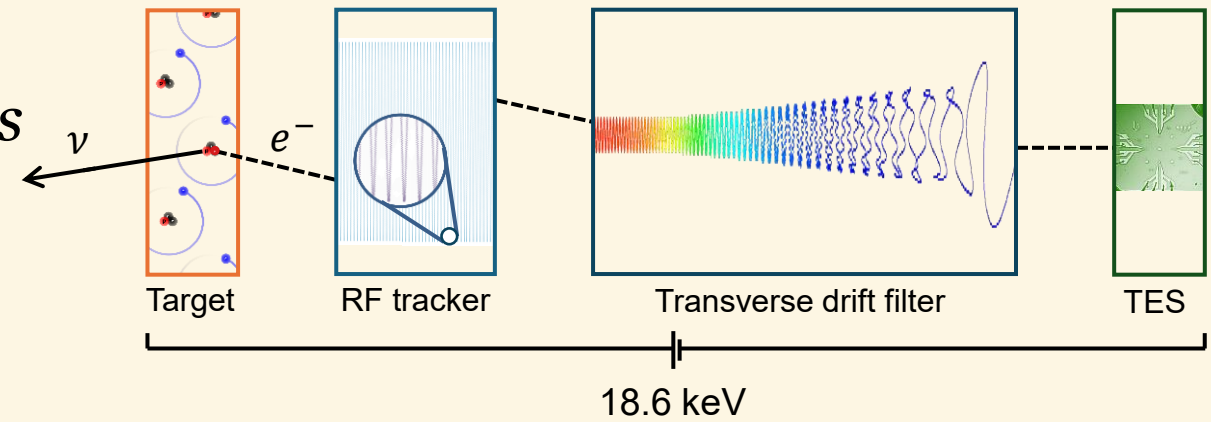 s
ν
e⁻
Target
RF tracker
Transverse drift filter
TES
18.6 keV